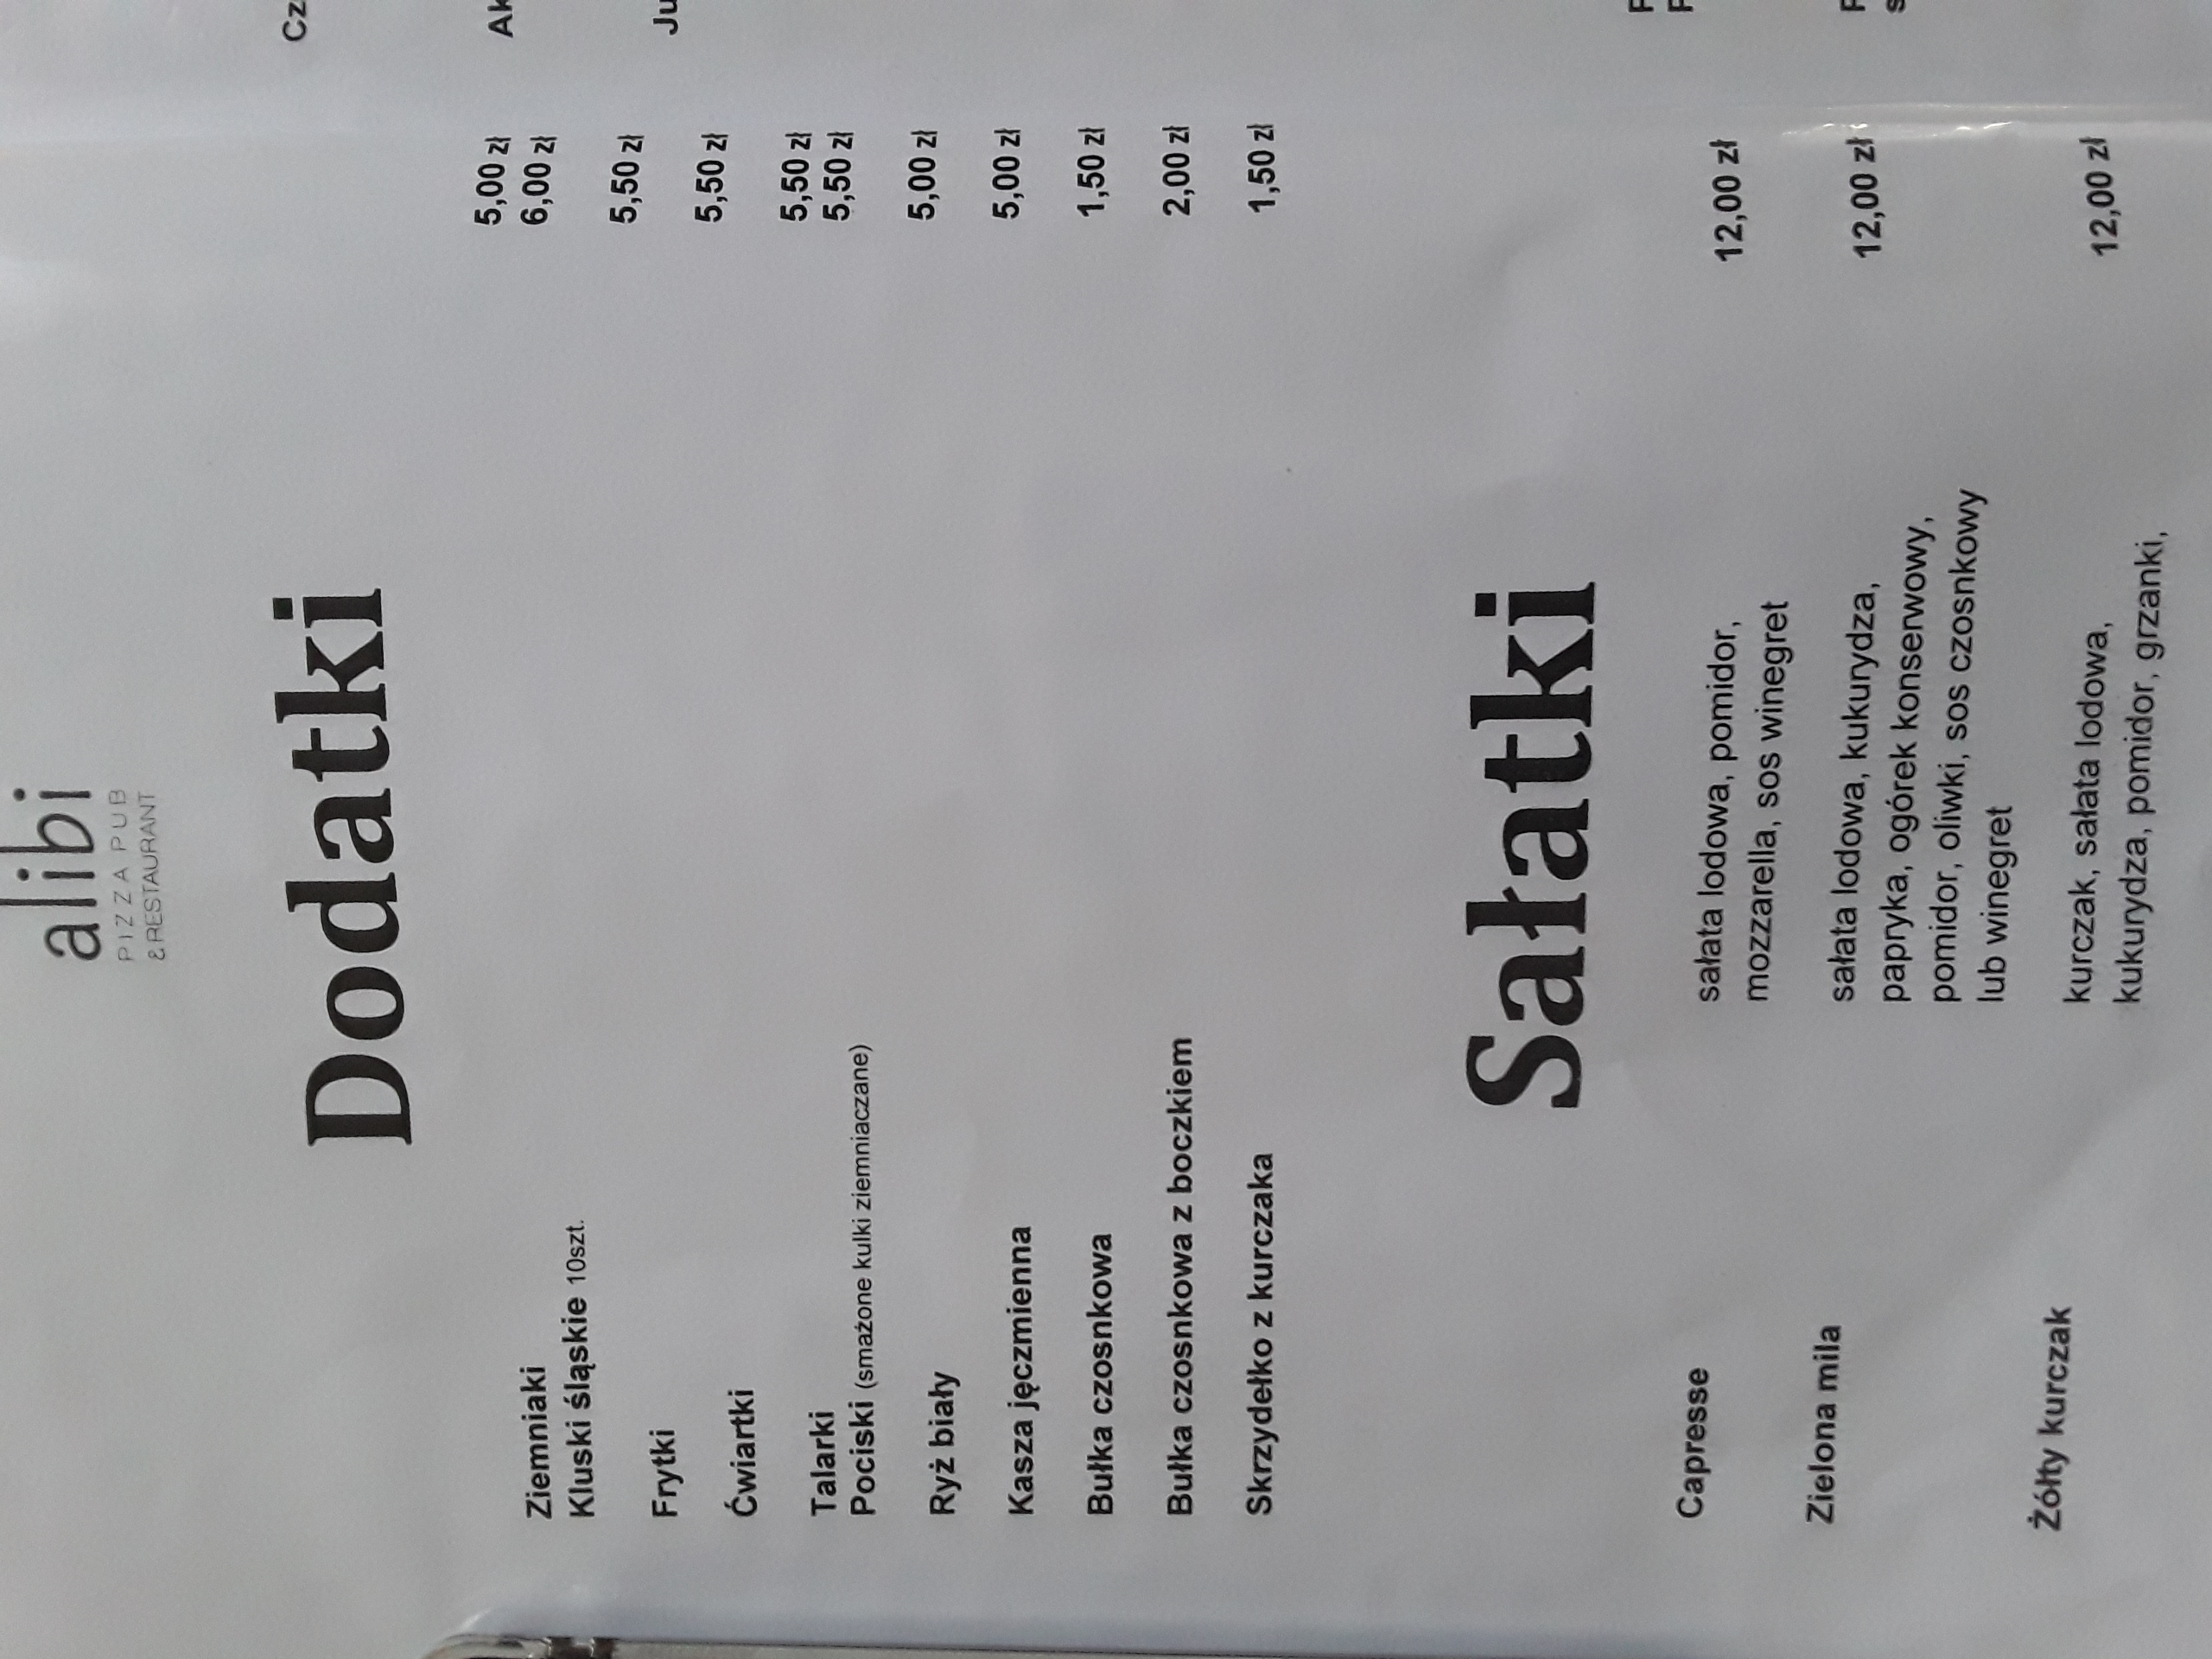 alibi
PIZZA PUB
& RESTAURANT
Dodatki
Ziemniaki 5,00 zł
Kluski śląskie 10szt. 6,00 zł
Frytki 5,50 zł
Ćwiartki 5,50 zł
Talarki 5,50 zł
Pociski (smażone kulki ziemniaczane) 5,50 zł
Ryż biały 5,00 zł
Kasza jęczmienna 5,00 zł
Bułka czosnkowa 1,50 zł
Bułka czosnkowa z boczkiem 2,00 zł
Skrzydełko z kurczaka 1,50 zł
Sałatki
Capresse sałata lodowa, pomidor, 12,00 zł
mozzarella, sos winegret
Zielona mila sałata lodowa, kukurydza, 12,00 zł
papryka, ogórek konserwowy,
pomidor, oliwki, sos czosnkowy
lub winegret
Żółty kurczak kurczak, sałata lodowa, 12,00 zł
kukurydza, pomidor, grzanki,